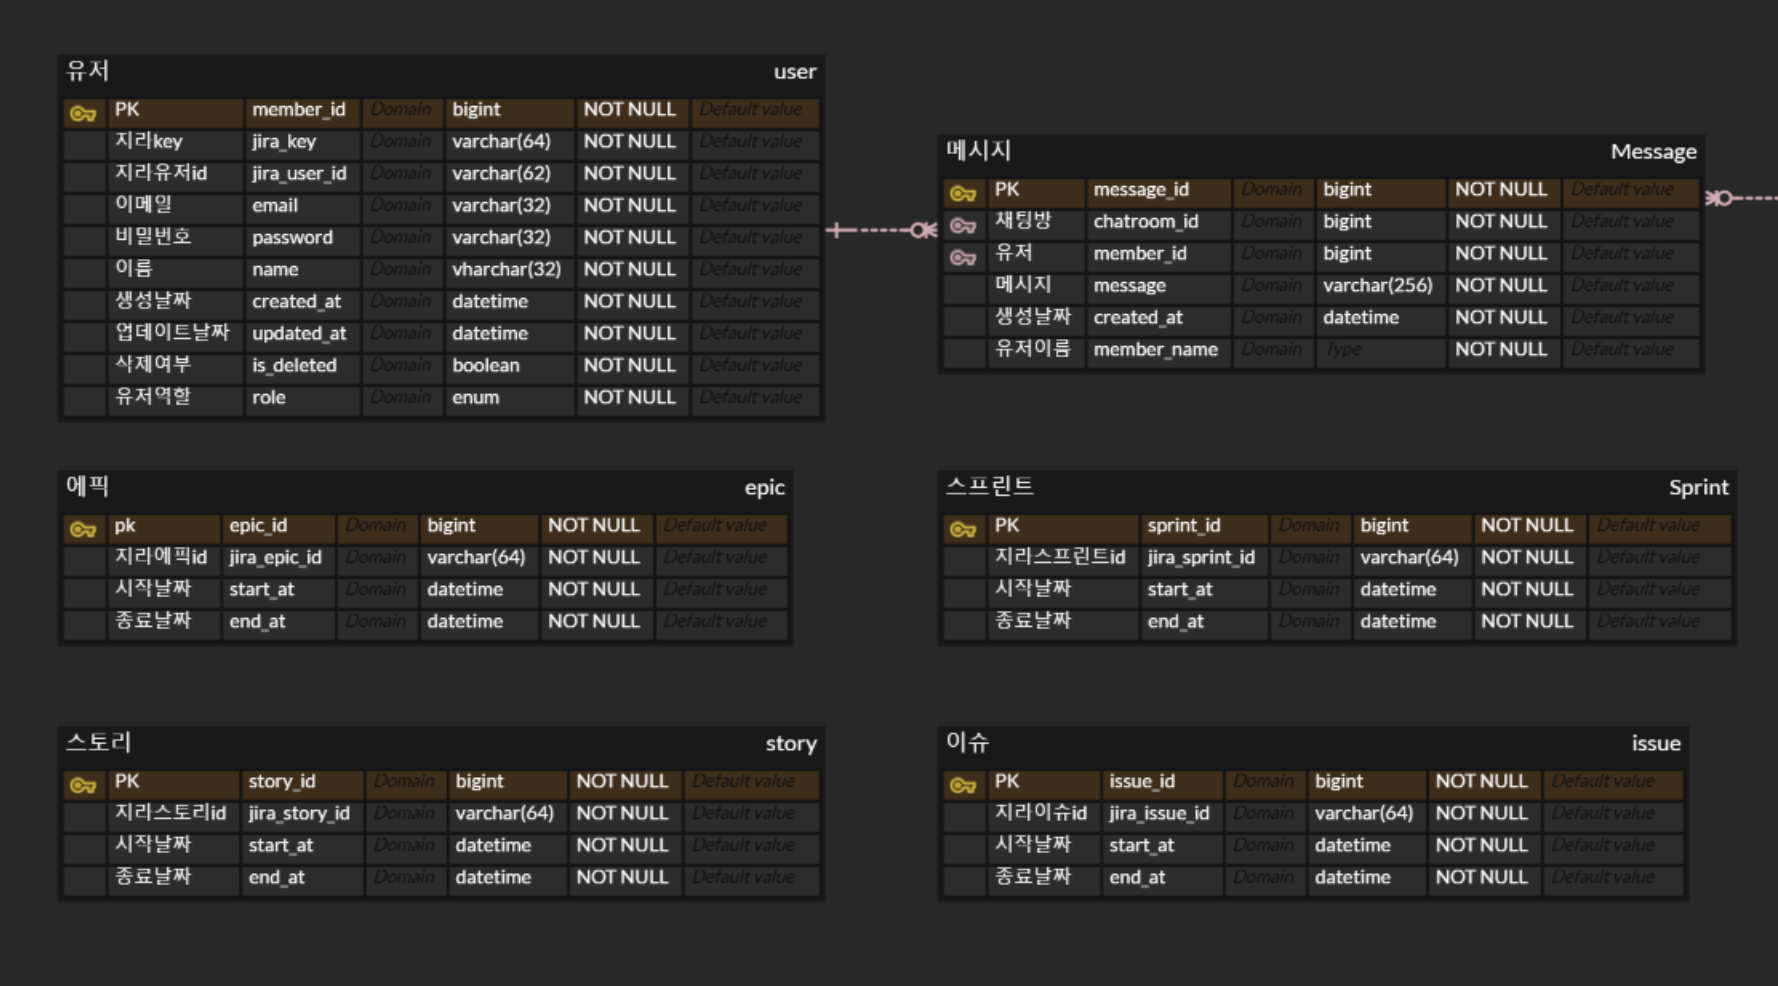 유저 user
PK member_id Domain bigint NOT NULL Default value
지라key jira_key Domain varchar(64) NOT NULL Default value
지라유저id jira_user_id Domain varchar(62) NOT NULL Default value
이메일 email Domain varchar(32) NOT NULL Default value
비밀번호 password Domain varchar(32) NOT NULL Default value
이름 name Domain vharchar(32) NOT NULL Default value
생성날짜 created_at Domain datetime NOT NULL Default value
업데이트날짜 updated_at Domain datetime NOT NULL Default value
삭제여부 is_deleted Domain boolean NOT NULL Default value
유저역할 role Domain enum NOT NULL Default value
메시지 Message
PK message_id Domain bigint NOT NULL Default value
채팅방 chatroom_id Domain bigint NOT NULL Default value
유저 member_id Domain bigint NOT NULL Default value
메시지 message Domain varchar(256) NOT NULL Default value
생성날짜 created_at Domain datetime NOT NULL Default value
유저이름 member_name Domain Type NOT NULL Default value
에픽 epic
pk epic_id Domain bigint NOT NULL Default value
지라에픽id jira_epic_id Domain varchar(64) NOT NULL Default value
시작날짜 start_at Domain datetime NOT NULL Default value
종료날짜 end_at Domain datetime NOT NULL Default value
스프린트 Sprint
PK sprint_id Domain bigint NOT NULL Default value
지라스프린트id jira_sprint_id Domain varchar(64) NOT NULL Default value
시작날짜 start_at Domain datetime NOT NULL Default value
종료날짜 end_at Domain datetime NOT NULL Default value
스토리 story
PK story_id Domain bigint NOT NULL Default value
지라스토리id jira_story_id Domain varchar(64) NOT NULL Default value
시작날짜 start_at Domain datetime NOT NULL Default value
종료날짜 end_at Domain datetime NOT NULL Default value
이슈 issue
PK issue_id Domain bigint NOT NULL Default value
지라이슈id jira_issue_id Domain varchar(64) NOT NULL Default value
시작날짜 start_at Domain datetime NOT NULL Default value
종료날짜 end_at Domain datetime NOT NULL Default value